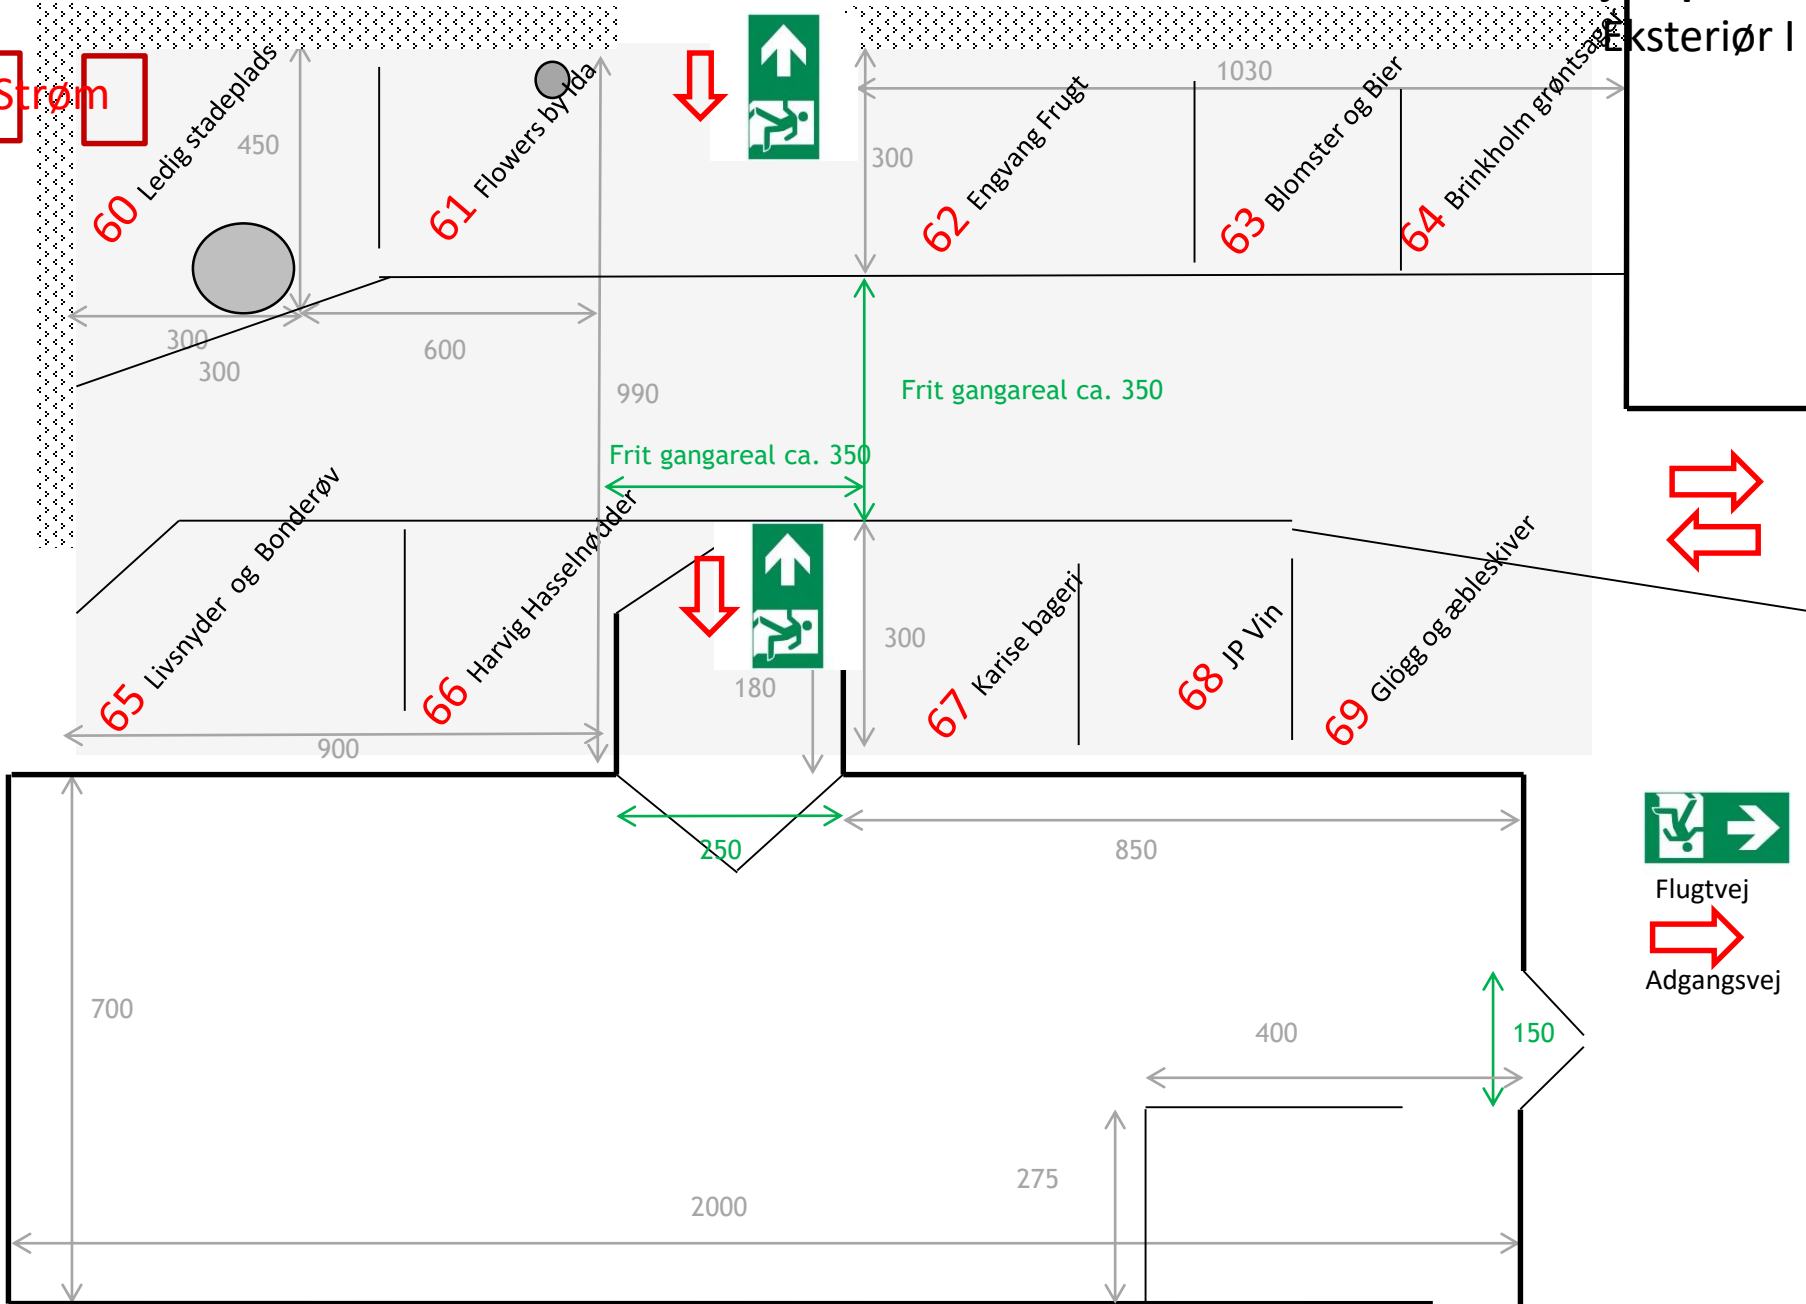 Eksteriør I
Strøm
60 Ledig stadeplads
450
61 Flowers by Ida
1030
300
62 Engvang Frugt
63 Blomster og Bier
64 Brinkholm grøntsager
300
300
600
990
Frit gangareal ca. 350
Frit gangareal ca. 350
65 Livsnyder og Bonderøv
66 Harvig Hasselnødder
180
300
67 Karise bageri
68 JP Vin
69 Glögg og æbleskiver
900
250
850
Flugtvej
Adgangsvej
700
400
150
275
2000